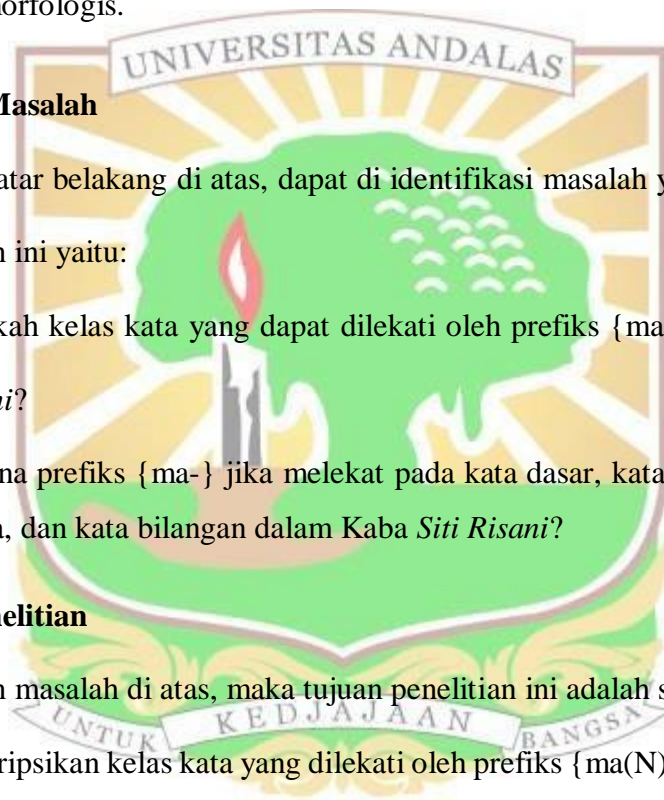 orfologis.
UNIVERSITAS ANDALAS
Masalah
atar belakang di atas, dapat di identifikasi masalah y
n ini yaitu:
kah kelas kata yang dapat dilekati oleh prefiks {ma
ni?
na prefiks {ma-} jika melekat pada kata dasar, kata
a, dan kata bilangan dalam Kaba Siti Risani?
nelitian
n masalah di atas, maka tujuan penelitian ini adalah s
UNTUK KEDJAJAAN BANGSA
ripsikan kelas kata yang dilekati oleh prefiks {ma(N)